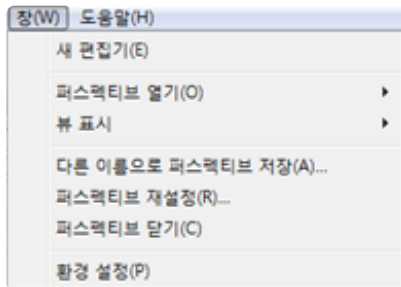 창(W) 도움말(H)
새 편집기(E)
퍼스펙티브 열기(O)
뷰 표시
다른 이름으로 퍼스펙티브 저장(A)...
퍼스펙티브 재설정(R)...
퍼스펙티브 닫기(C)
환경 설정(P)